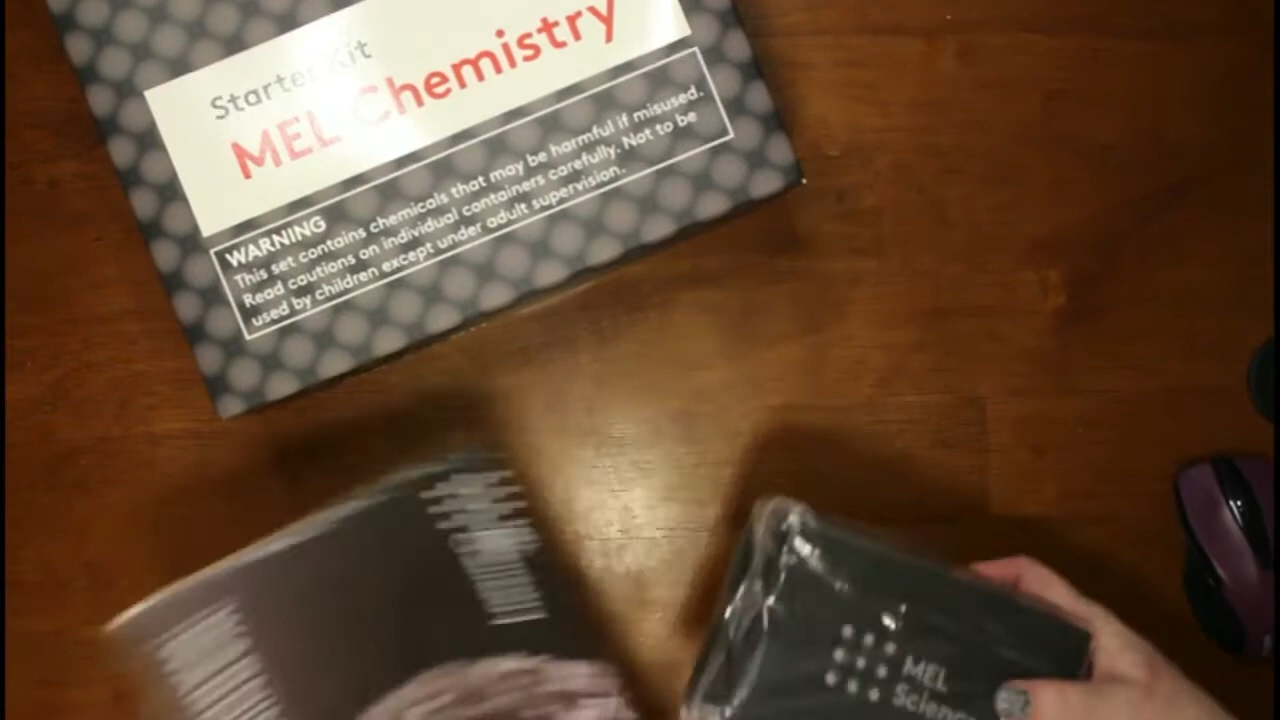 Starter Kit
MEL Chemistry
WARNING
This set contains chemicals that may be harmful if misused.
Read cautions on individual containers carefully. Not to be
used by children except under adult supervision.
MEL
Science